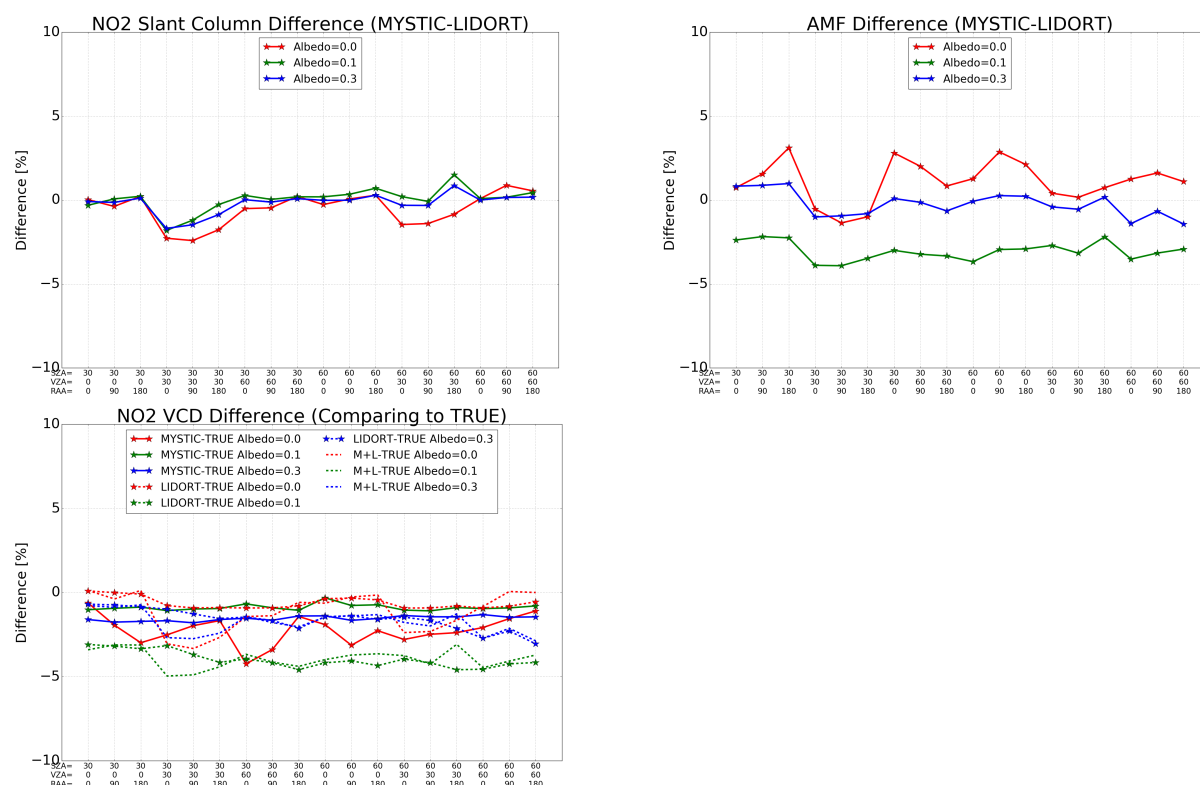 NO2 Slant Column Difference (MYSTIC-LIDORT)
Difference [%]
10
5
0
−5
−10
Albedo=0.0
Albedo=0.1
Albedo=0.3
SZA= 30 30 30 30 30 30 30 30 30 60 60 60 60 60 60 60 60 60
VZA= 0 0 0 30 30 30 60 60 60 0 0 0 30 30 30 60 60 60
RAA= 0 90 180 0 90 180 0 90 180 0 90 180 0 90 180 0 90 180
AMF Difference (MYSTIC-LIDORT)
Difference [%]
10
5
0
−5
−10
Albedo=0.0
Albedo=0.1
Albedo=0.3
SZA= 30 30 30 30 30 30 30 30 30 60 60 60 60 60 60 60 60 60
VZA= 0 0 0 30 30 30 60 60 60 0 0 0 30 30 30 60 60 60
RAA= 0 90 180 0 90 180 0 90 180 0 90 180 0 90 180 0 90 180
NO2 VCD Difference (Comparing to TRUE)
Difference [%]
10
5
0
−5
−10
MYSTIC-TRUE Albedo=0.0
MYSTIC-TRUE Albedo=0.1
MYSTIC-TRUE Albedo=0.3
LIDORT-TRUE Albedo=0.0
LIDORT-TRUE Albedo=0.1
LIDORT-TRUE Albedo=0.3
M+L-TRUE Albedo=0.0
M+L-TRUE Albedo=0.1
M+L-TRUE Albedo=0.3
SZA= 30 30 30 30 30 30 30 30 30 60 60 60 60 60 60 60 60 60
VZA= 0 0 0 30 30 30 60 60 60 0 0 0 30 30 30 60 60 60
RAA= 0 90 180 0 90 180 0 90 180 0 90 180 0 90 180 0 90 180